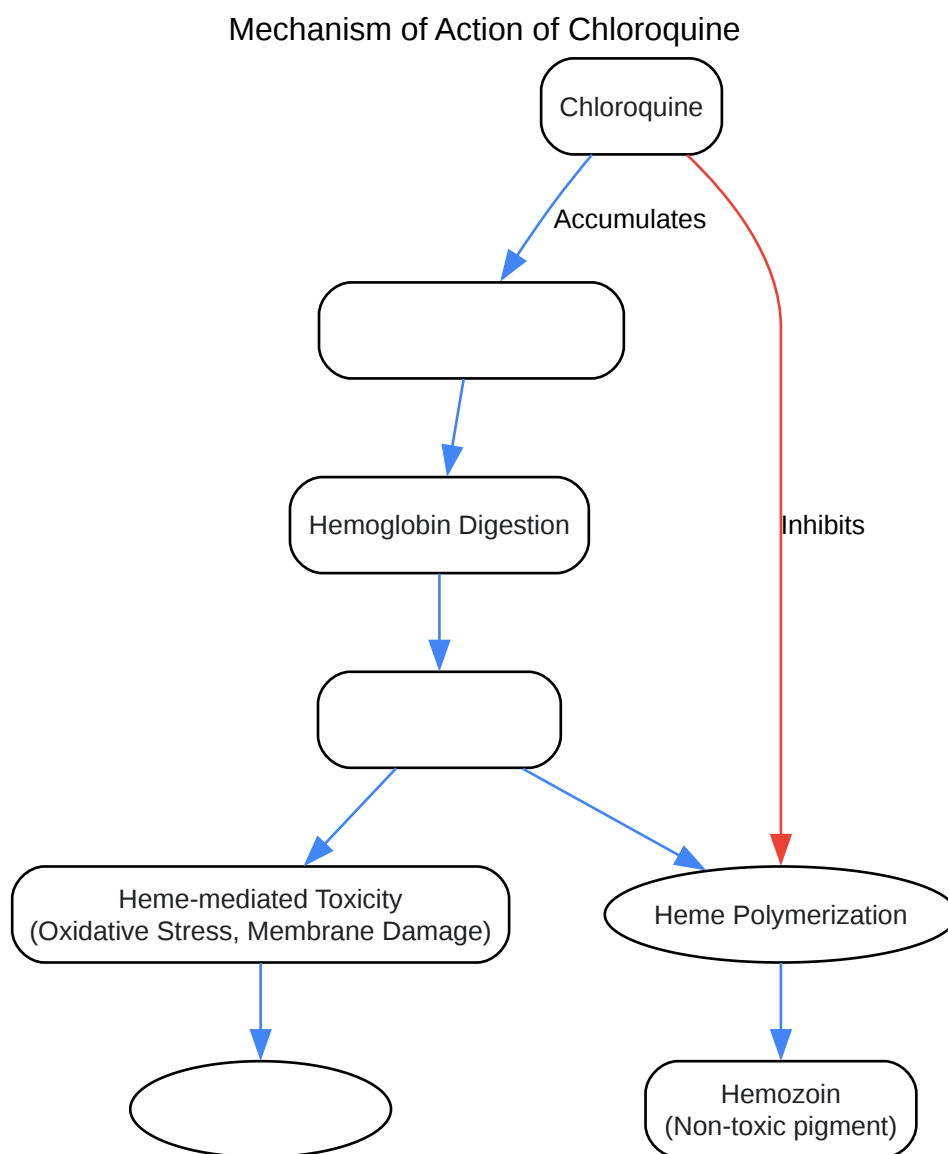 Mechanism of Action of Chloroquine
Chloroquine
Accumulates
Hemoglobin Digestion
Inhibits
Heme-mediated Toxicity
(Oxidative Stress, Membrane Damage)
Heme Polymerization
Hemozoin
(Non-toxic pigment)